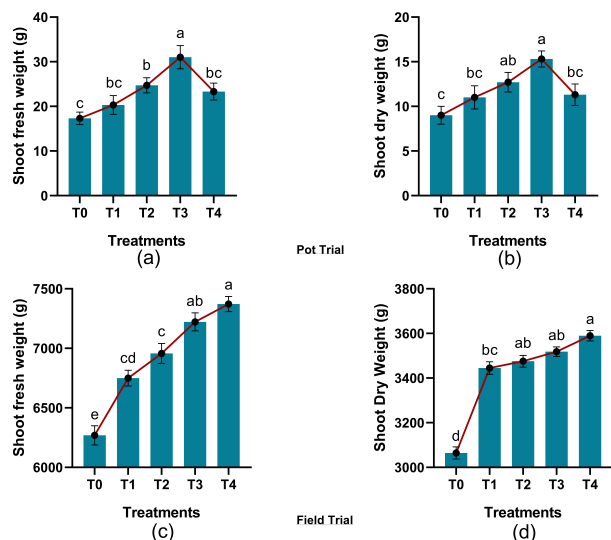 Shoot fresh weight (g)
40
30
20
10
0
c
bc
b
a
bc
T0 T1 T2 T3 T4
Treatments
(a)
Shoot dry weight (g)
20
15
10
5
0
c
bc
ab
a
bc
T0 T1 T2 T3 T4
Treatments
(b)
Pot Trial
Shoot fresh weight (g)
7500
7000
6500
6000
e
cd
c
ab
a
T0 T1 T2 T3 T4
Treatments
(c)
Shoot Dry Weight (g)
3800
3600
3400
3200
3000
d
bc
ab
ab
a
T0 T1 T2 T3 T4
Treatments
(d)
Field Trial